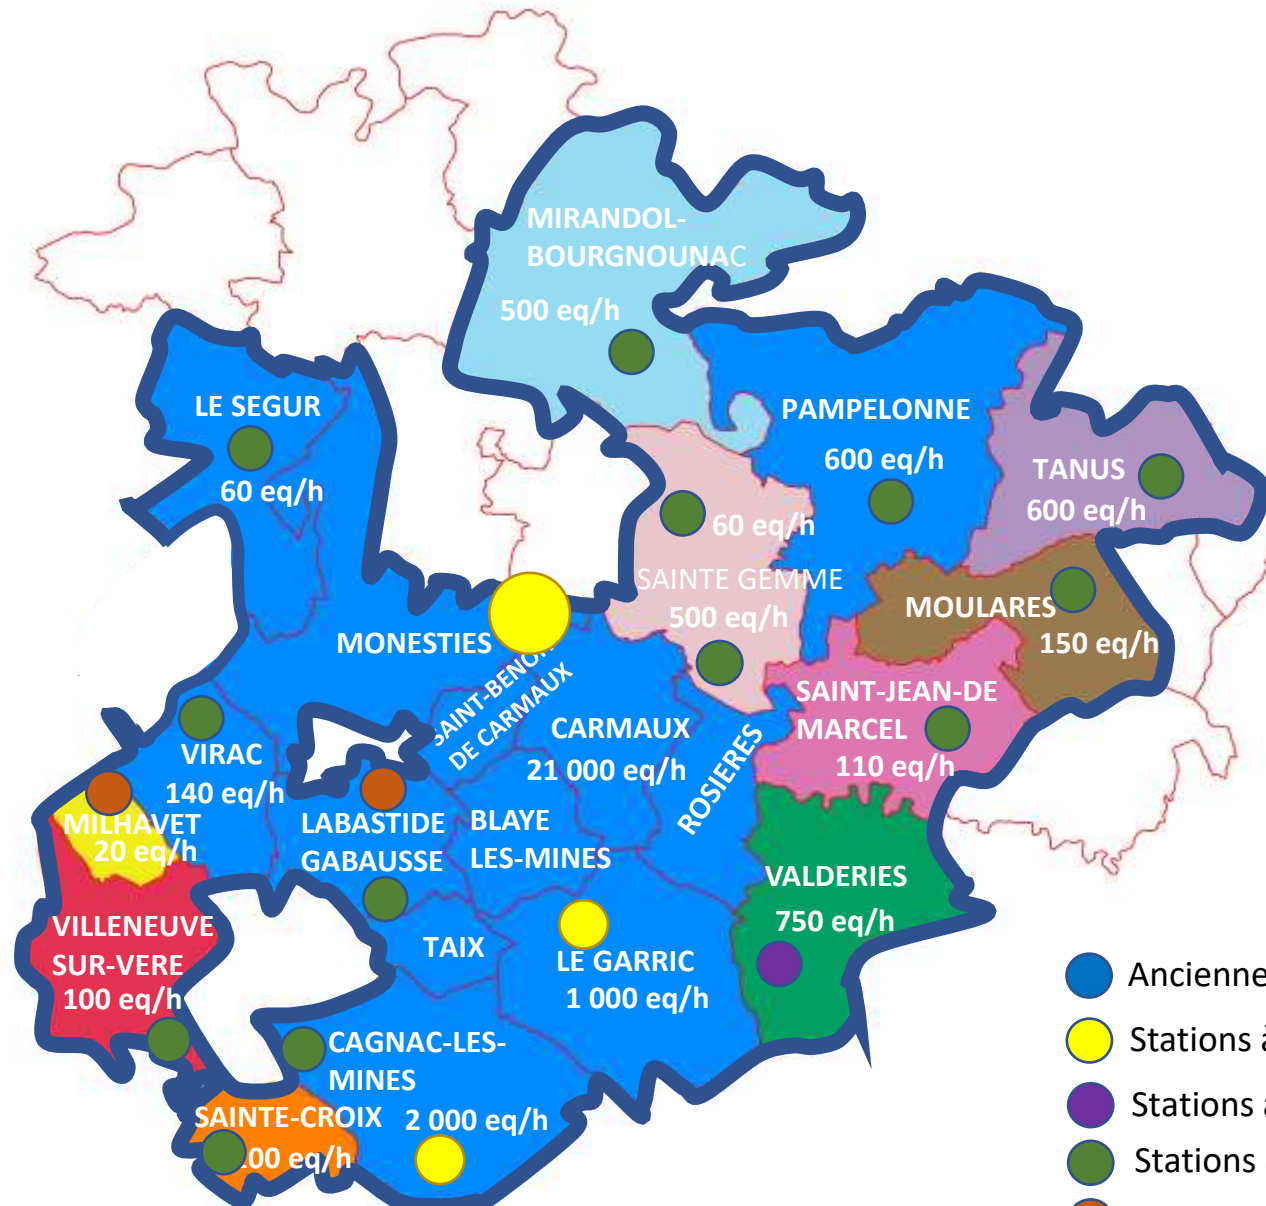 MIRANDOL-
BOURGNOUNAC
500 eq/h
LE SEGUR
60 eq/h
PAMPELONNE
600 eq/h
TANUS
600 eq/h
60 eq/h
SAINTE GEMME
500 eq/h
MOULARES
150 eq/h
MONESTIES
SAINT-BENOI
DE CARMAUX
CARMAUX
21 000 eq/h
ROSIERES
SAINT-JEAN-DE
MARCEL
110 eq/h
VIRAC
140 eq/h
MILHAVET
20 eq/h
LABASTIDE
GABAUSSE
BLAYE
LES-MINES
VALDERIES
750 eq/h
VILLENEUVE
SUR-VERE
100 eq/h
TAIX
LE GARRIC
1 000 eq/h
CAGNAC-LES-
MINES
2 000 eq/h
SAINTE-CROIX
00 eq/h
Ancienne
Stations à
Stations
Stations